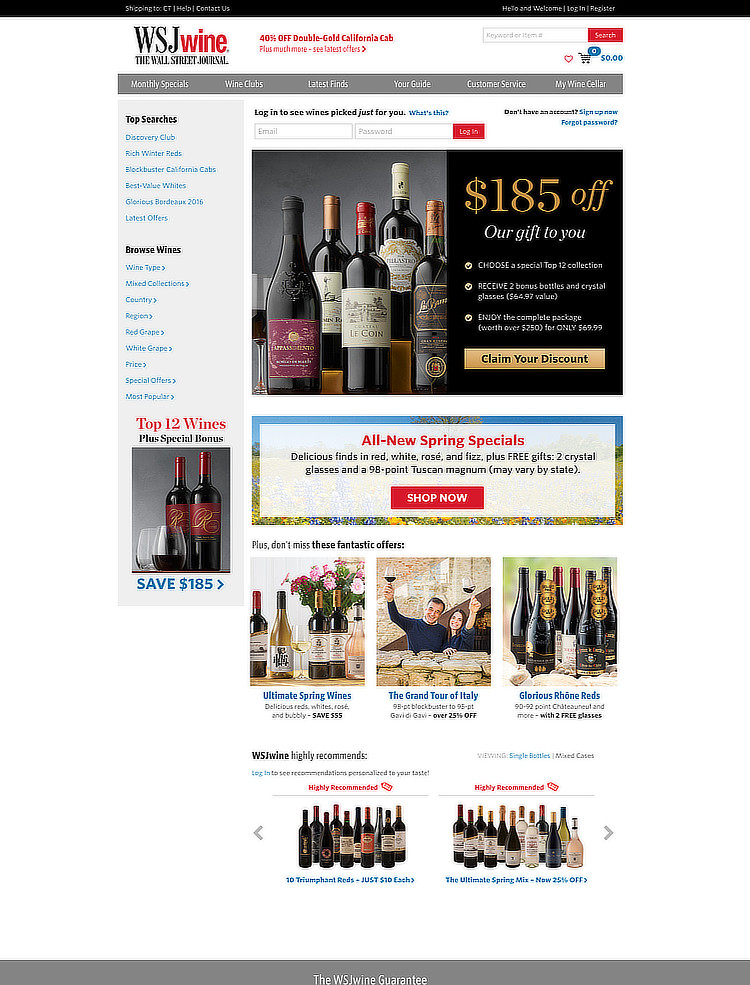 Shipping to: CT | Help | Contact Us
Hello and Welcome | Log In | Register
WSJwine
THE WALL STREET JOURNAL.
40% OFF Double-Gold California Cab
Plus much more – see latest offers >
Keyword or Item #
Search
0
$0.00
Monthly Specials
Wine Clubs
Latest Finds
Your Guide
Customer Service
My Wine Cellar
Top Searches
Discovery Club
Rich Winter Reds
Blockbuster California Cabs
Best-Value Whites
Glorious Bordeaux 2016
Latest Offers
Browse Wines
Wine Type >
Mixed Collections >
Country >
Region >
Red Grape >
White Grape >
Price >
Special Offers >
Most Popular >
Top 12 Wines
Plus Special Bonus
SAVE $185 >
Log in to see wines picked just for you. What's this?
Don't have an account? Sign up now
Forgot password?
Email
Password
Log In
APPASSIMENTO
CHATEAU
LE COIN
$185 off
Our gift to you
CHOOSE a special Top 12 collection
RECEIVE 2 bonus bottles and crystal
glasses ($64.97 value)
ENJOY the complete package
(worth over $250) for ONLY $69.99
Claim Your Discount
All-New Spring Specials
Delicious finds in red, white, rosé, and fizz, plus FREE gifts: 2 crystal
glasses and a 98-point Tuscan magnum (may vary by state).
SHOP NOW
Plus, don't miss these fantastic offers:
Ultimate Spring Wines
Delicious reds, whites, rosé,
and bubbly – SAVE $55
The Grand Tour of Italy
98-pt blockbuster to 95-pt
Gavi di Gavi – over 25% OFF
Glorious Rhône Reds
90-92 point Châteauneuf and
more – with 2 FREE glasses
WSJwine highly recommends:
VIEWING: Single Bottles | Mixed Cases
Log In to see recommendations personalized to your taste!
Highly Recommended
10 Triumphant Reds – JUST $10 Each >
Highly Recommended
The Ultimate Spring Mix – Now 25% OFF >
The WSJwine Guarantee